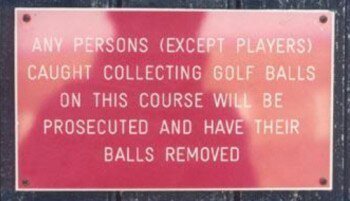 ANY PERSONS (EXCEPT PLAYERS)
CAUGHT COLLECTING GOLF BALLS
ON THIS COURSE WILL BE
PROSECUTED AND HAVE THEIR
BALLS REMOVED